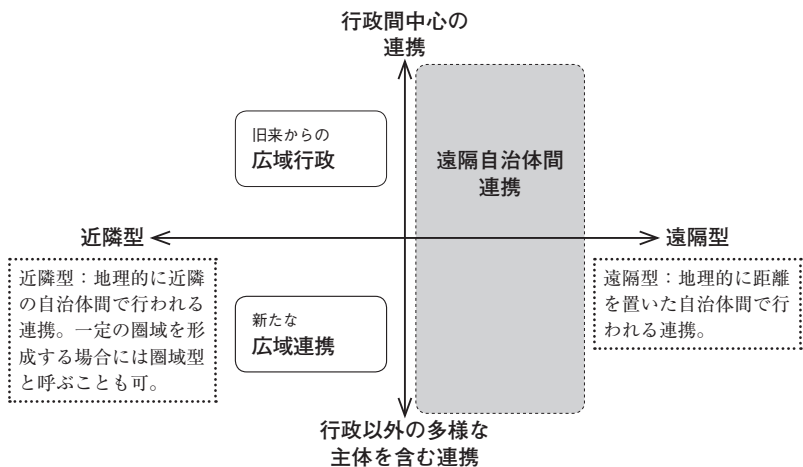 行政間中心の
連携
旧来からの
広域行政
遠隔自治体間
連携
近隣型
遠隔型
近隣型：地理的に近隣
の自治体間で行われる
連携。一定の圏域を形
成する場合には圏域型
と呼ぶことも可。
新たな
広域連携
遠隔型：地理的に距離
を置いた自治体間で行
われる連携。
行政以外の多様な
主体を含む連携